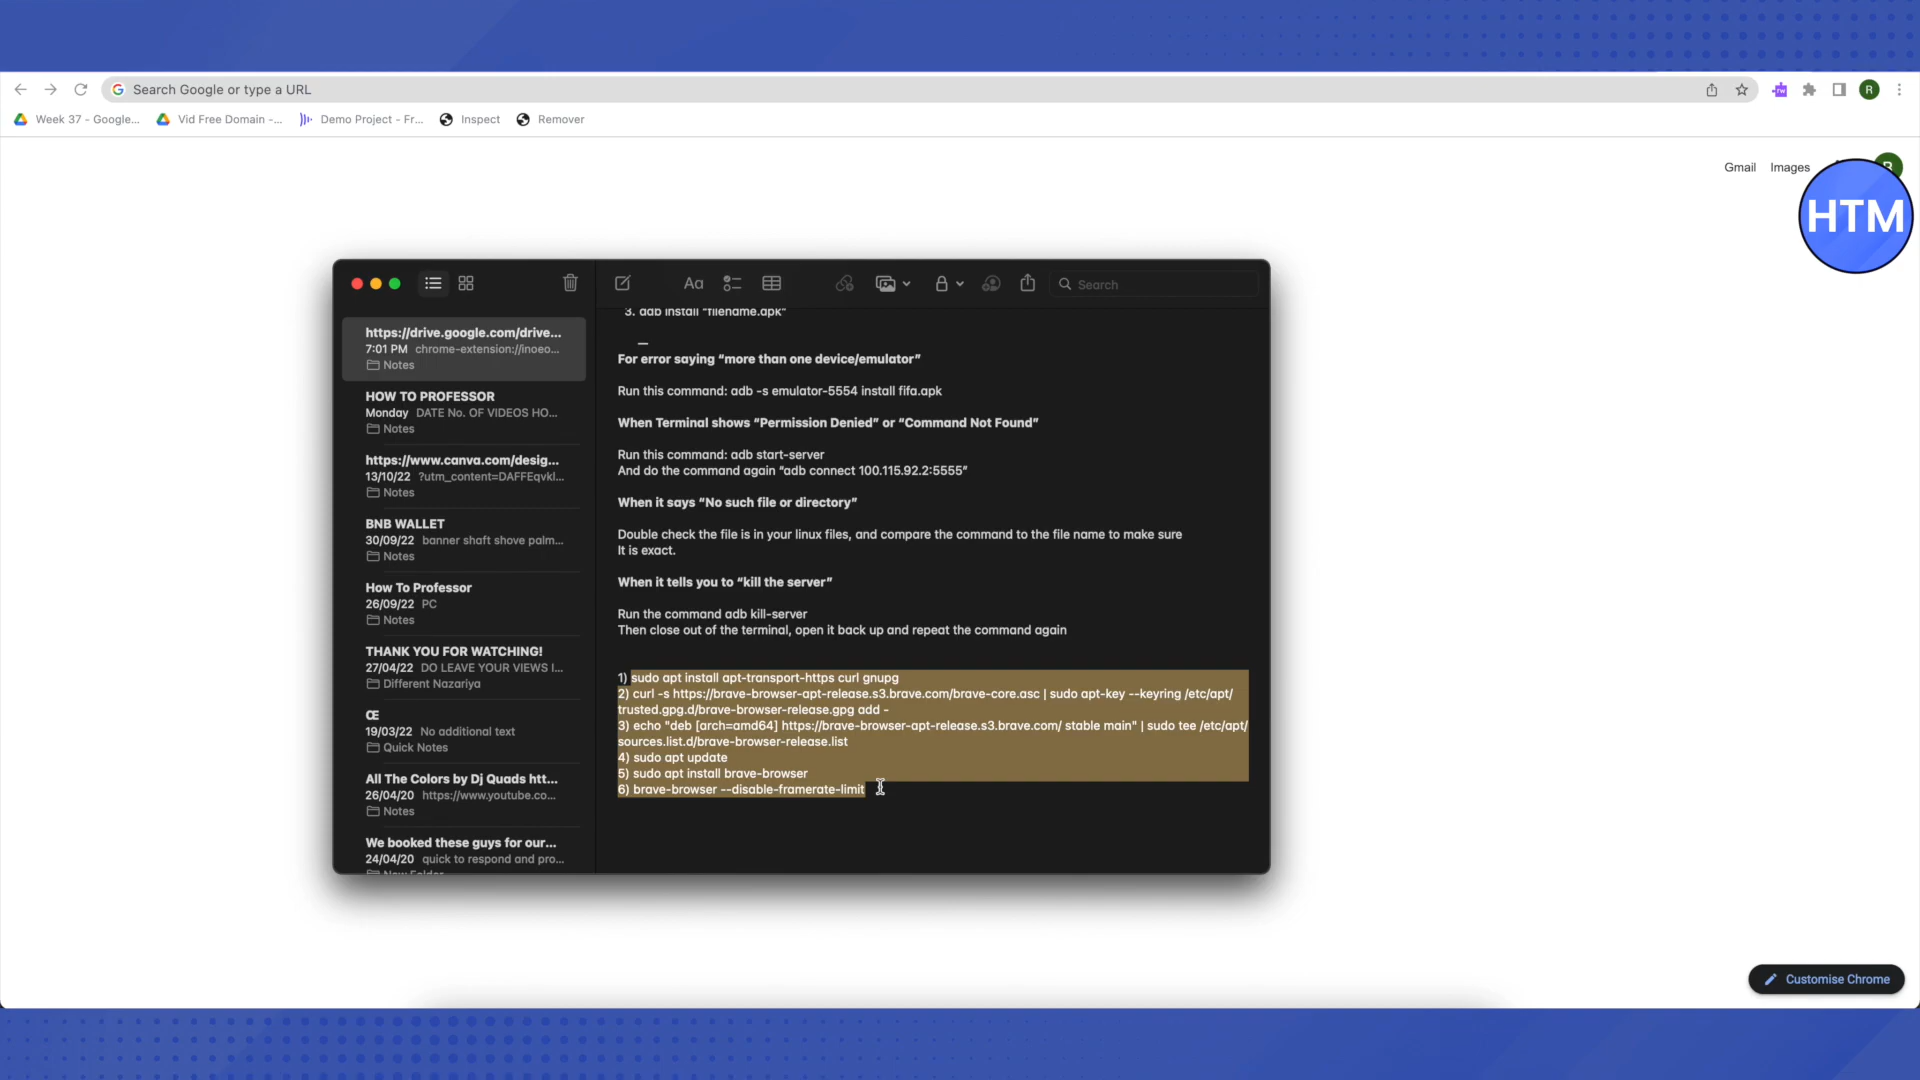 Search Google or type a URL
R
Week 37 - Google...
Vid Free Domain -...
Demo Project - Fr...
Inspect
Remover
Gmail
Images
HTM
Aa
Search
https://drive.google.com/drive...
7:01 PM chrome-extension://inoeo...
Notes
HOW TO PROFESSOR
Monday DATE No. OF VIDEOS HO...
Notes
https://www.canva.com/desig...
13/10/22 ?utm_content=DAFFEqvkl...
Notes
BNB WALLET
30/09/22 banner shaft shove palm...
Notes
How To Professor
26/09/22 PC
Notes
THANK YOU FOR WATCHING!
27/04/22 DO LEAVE YOUR VIEWS I...
Different Nazariya
Œ
19/03/22 No additional text
Quick Notes
All The Colors by Dj Quads htt...
26/04/20 https://www.youtube.co...
Notes
We booked these guys for our...
24/04/20 quick to respond and pro...
New Folder
3. adb install "filename.apk"
—
For error saying “more than one device/emulator”
Run this command: adb -s emulator-5554 install fifa.apk
When Terminal shows “Permission Denied” or “Command Not Found”
Run this command: adb start-server
And do the command again “adb connect 100.115.92.2:5555”
When it says “No such file or directory”
Double check the file is in your linux files, and compare the command to the file name to make sure
It is exact.
When it tells you to “kill the server”
Run the command adb kill-server
Then close out of the terminal, open it back up and repeat the command again
1) sudo apt install apt-transport-https curl gnupg
2) curl -s https://brave-browser-apt-release.s3.brave.com/brave-core.asc | sudo apt-key --keyring /etc/apt/
trusted.gpg.d/brave-browser-release.gpg add -
3) echo "deb [arch=amd64] https://brave-browser-apt-release.s3.brave.com/ stable main" | sudo tee /etc/apt/
sources.list.d/brave-browser-release.list
4) sudo apt update
5) sudo apt install brave-browser
6) brave-browser --disable-framerate-limit
Customise Chrome